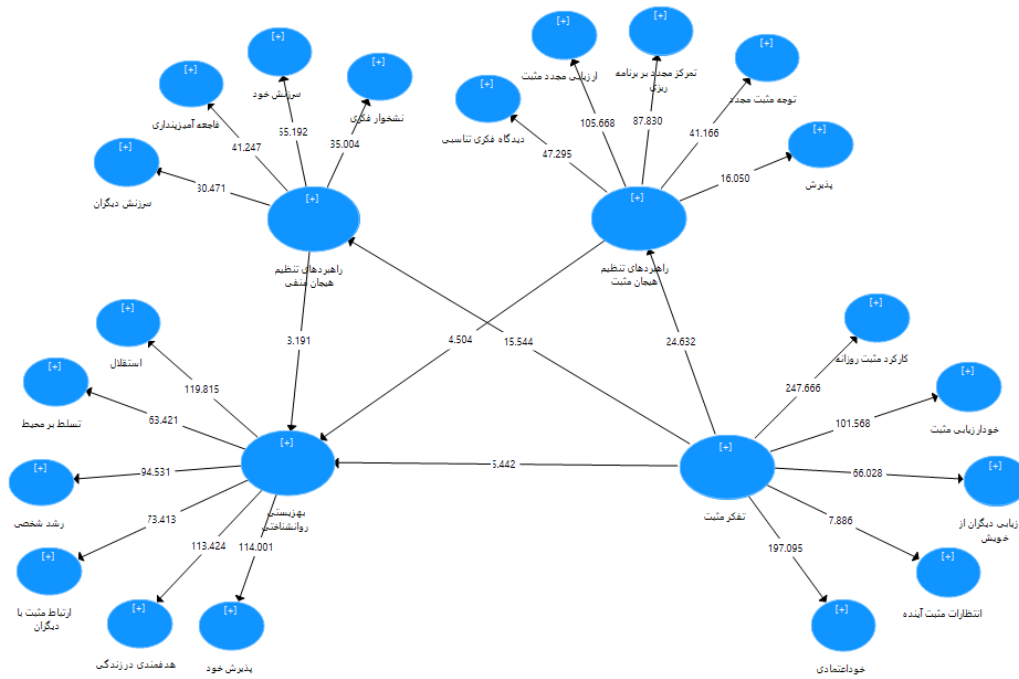 [+]
[+]
[+]
[+]
[+]
[+]
[+]
[+]
[+]
سرزنش خود
نشخوار فکری
فاجعه آمیزپنداری
سرزنش دیگران
ارزیابی مجدد مثبت
تمرکز مجدد بر برنامه
ریزی
توجه مثبت مجدد
دیدگاه فکری تناسبی
پذیرش
41.247
55.192
35.004
30.471
47.295
105.668
87.830
41.166
16.050
[+]
[+]
راهبردهای تنظیم
هیجان منفی
راهبردهای تنظیم
هیجان مثبت
3.191
4.504
15.544
24.632
[+]
استقلال
[+]
تسلط بر محیط
[+]
رشد شخصی
[+]
ارتباط مثبت با
دیگران
[+]
هدفمندی در زندگی
[+]
پذیرش خود
119.815
63.421
94.531
73.413
113.424
114.001
[+]
بهزیستی
روانشناختی
5.442
[+]
تفکر مثبت
247.666
101.568
66.028
7.886
197.095
[+]
کارکرد مثبت روزانه
[+]
خودارزیابی مثبت
[+]
زیابی دیگران از
خویش
[+]
انتظارات مثبت آینده
[+]
خوداعتمادی